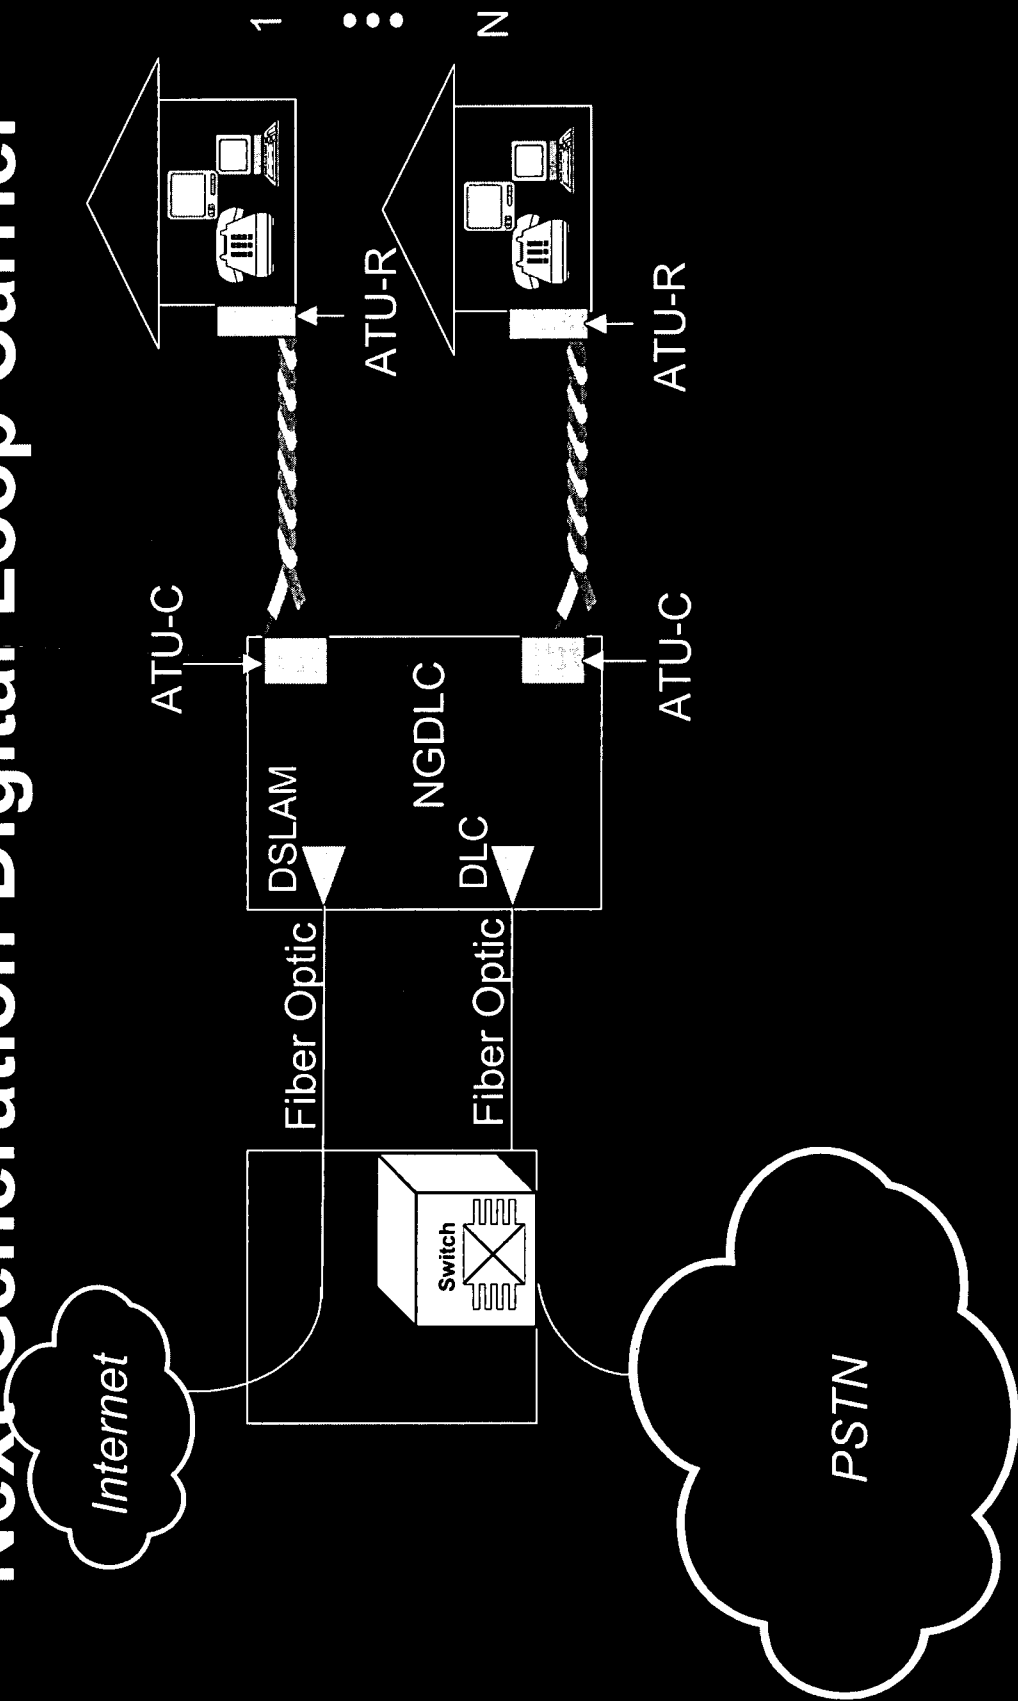 Next Generation Digital Loop Carrier
Internet
Fiber Optic
DSLAM
ATU-C
ATU-R
1
NGDLC
Switch
Fiber Optic
DLC
ATU-C
ATU-R
N
PSTN